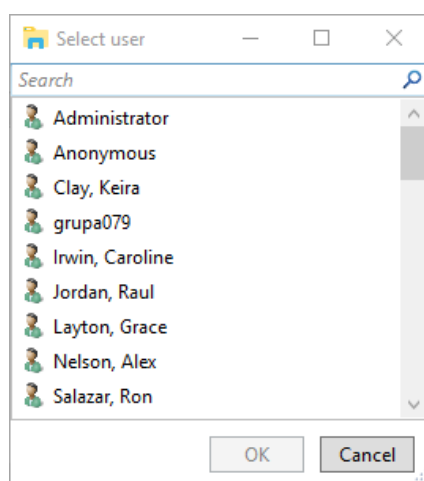 Select user
Search
Administrator
Anonymous
Clay, Keira
grupa079
Irwin, Caroline
Jordan, Raul
Layton, Grace
Nelson, Alex
Salazar, Ron
OK
Cancel